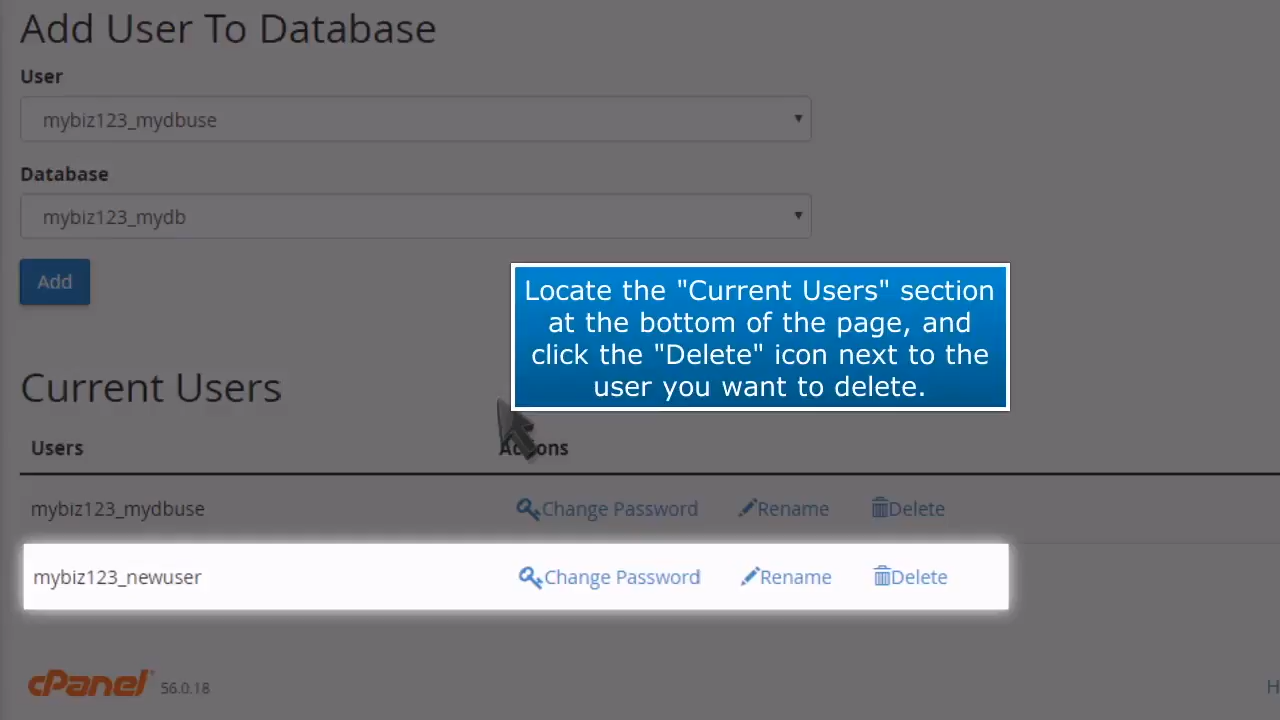 Add User To Database
User
mybiz123_mydbuse
Database
mybiz123_mydb
Add
Locate the "Current Users" section
at the bottom of the page, and
click the "Delete" icon next to the
user you want to delete.
Current Users
Users Actions
mybiz123_mydbuse Change Password Rename Delete
mybiz123_newuser Change Password Rename Delete
cPanel 56.0.18